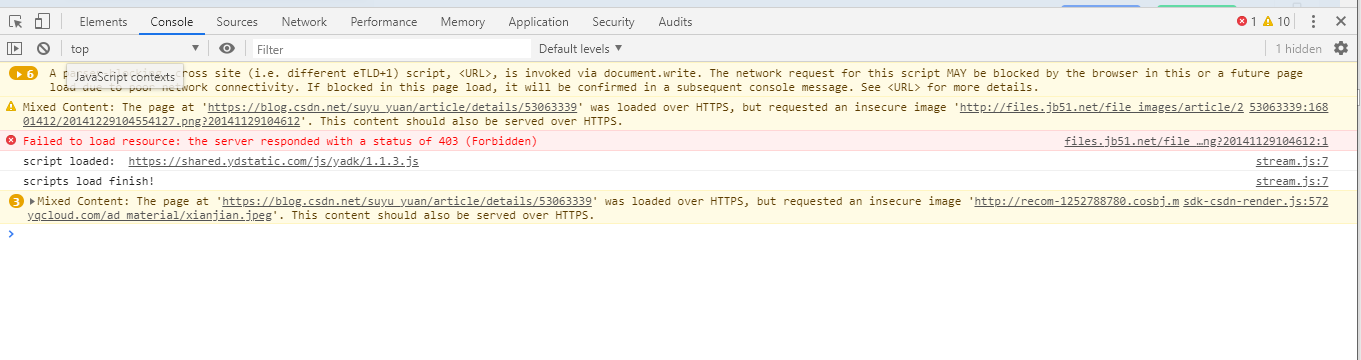 Elements Console Sources Network Performance Memory Application Security Audits 1 10
top Filter Default levels 1 hidden
JavaScript contexts
6 A parser-blocking, cross site (i.e. different eTLD+1) script, <URL>, is invoked via document.write. The network request for this script MAY be blocked by the browser in this or a future page
load due to poor network connectivity. If blocked in this page load, it will be confirmed in a subsequent console message. See <URL> for more details.
Mixed Content: The page at 'https://blog.csdn.net/suyu_yuan/article/details/53063339' was loaded over HTTPS, but requested an insecure image 'http://files.jb51.net/file_images/article/2 53063339:168
01412/20141229104554127.png?20141129104612'. This content should also be served over HTTPS.
Failed to load resource: the server responded with a status of 403 (Forbidden) files.jb51.net/file_…ng?20141129104612:1
script loaded: https://shared.ydstatic.com/js/yadk/1.1.3.js stream.js:7
scripts load finish! stream.js:7
3 Mixed Content: The page at 'https://blog.csdn.net/suyu_yuan/article/details/53063339' was loaded over HTTPS, but requested an insecure image 'http://recom-1252788780.cosbj.m sdk-csdn-render.js:572
yqcloud.com/ad_material/xianjian.jpeg'. This content should also be served over HTTPS.